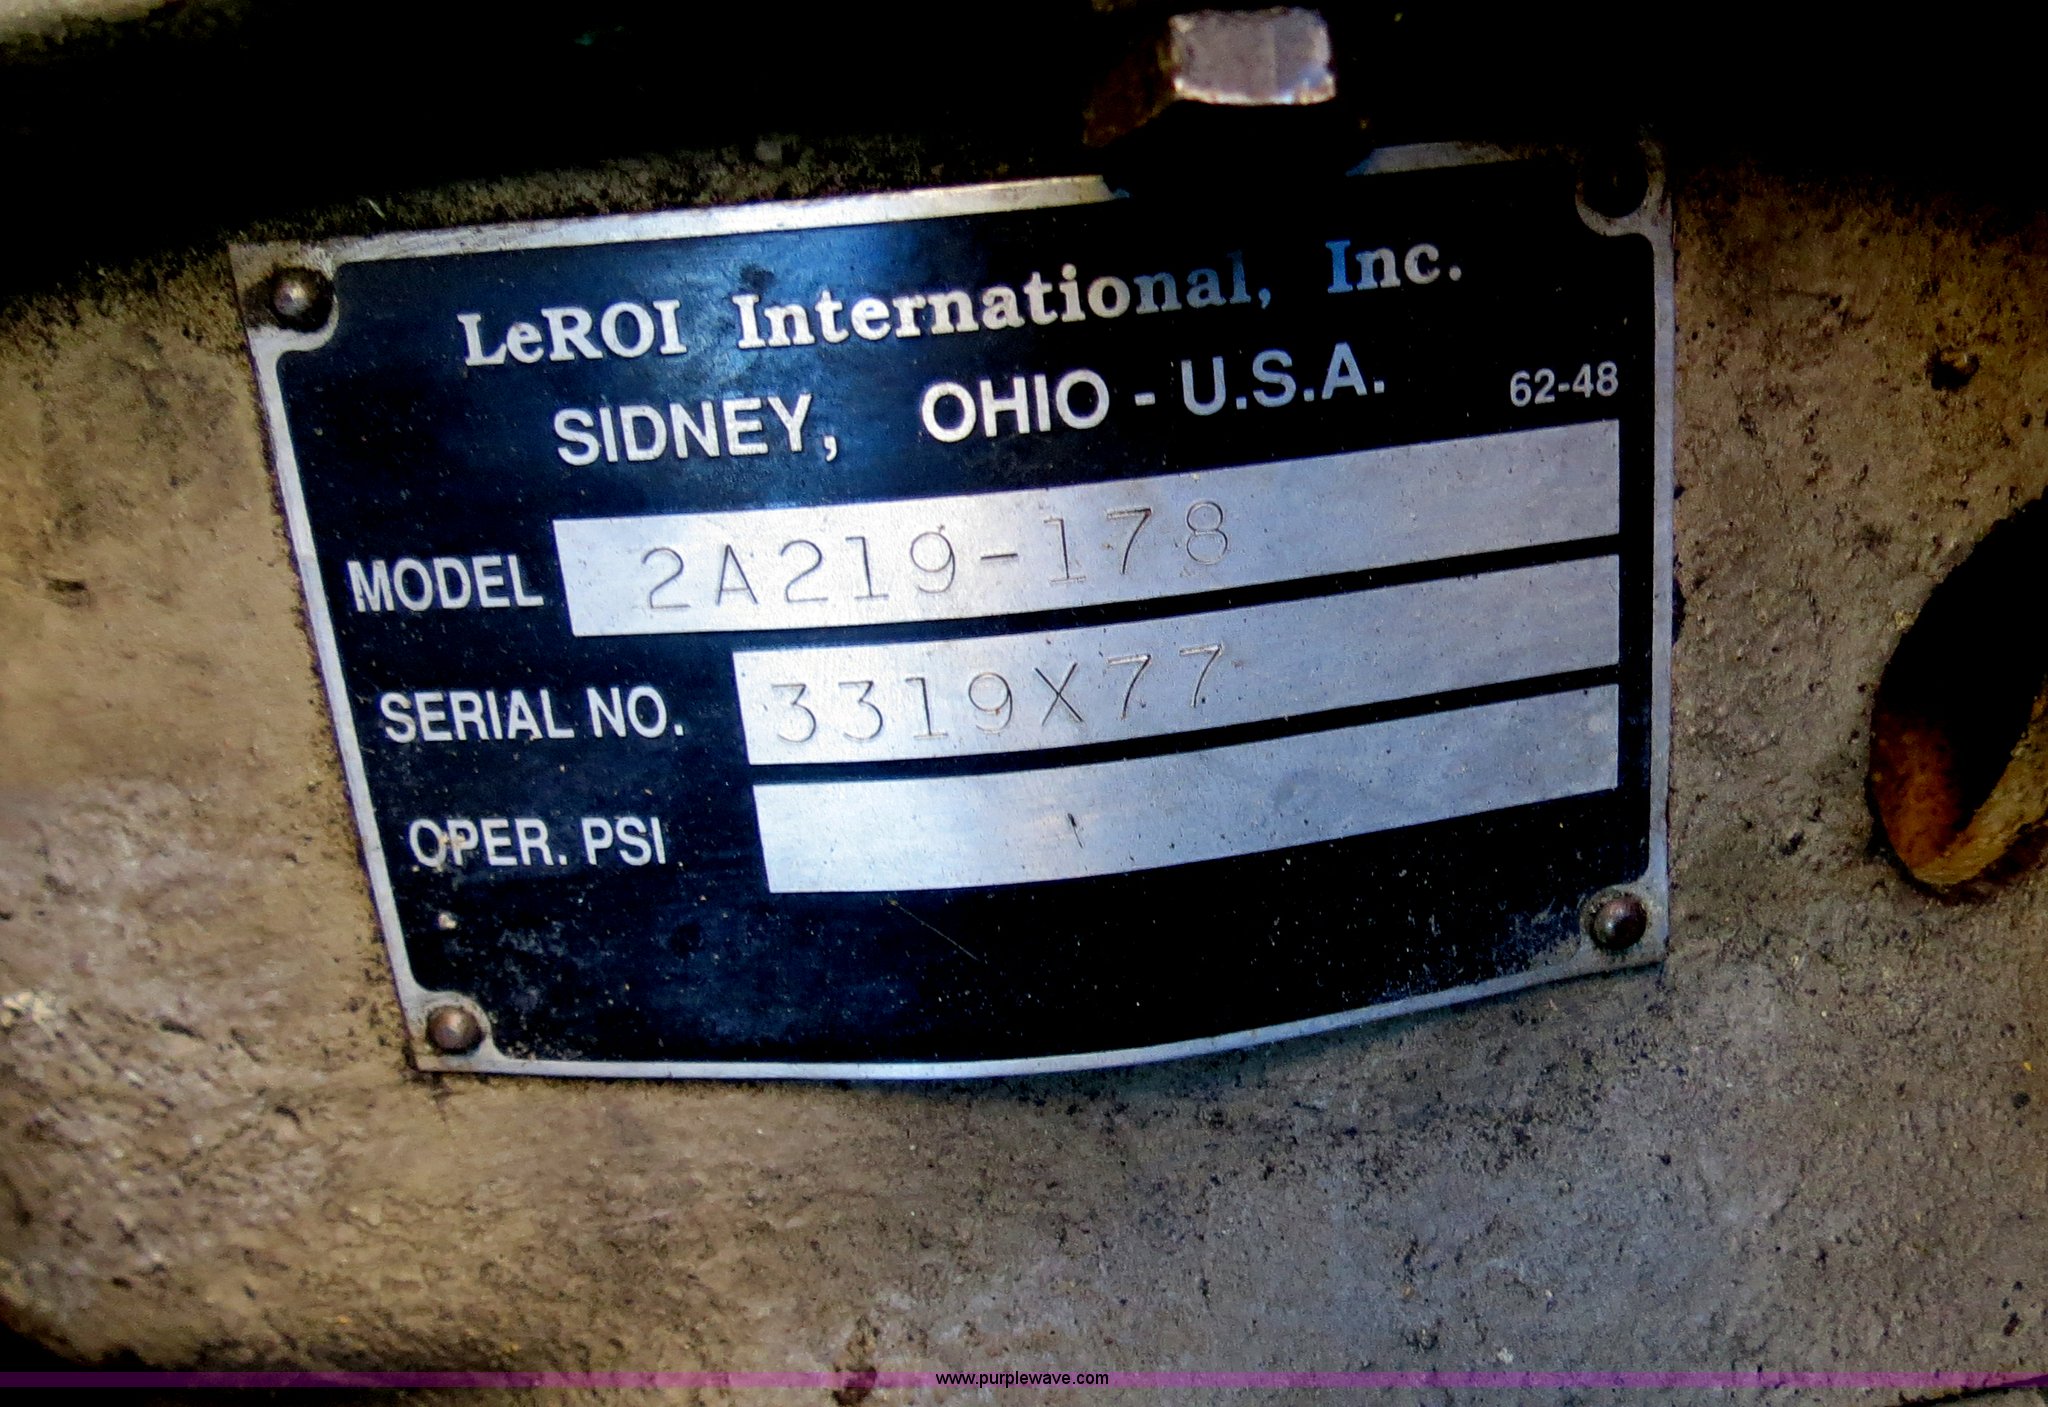 LeROI International, Inc.
SIDNEY, OHIO - U.S.A.
62-48
MODEL 2A219-178
SERIAL NO. 3319X77
OPER. PSI
www.purplewave.com